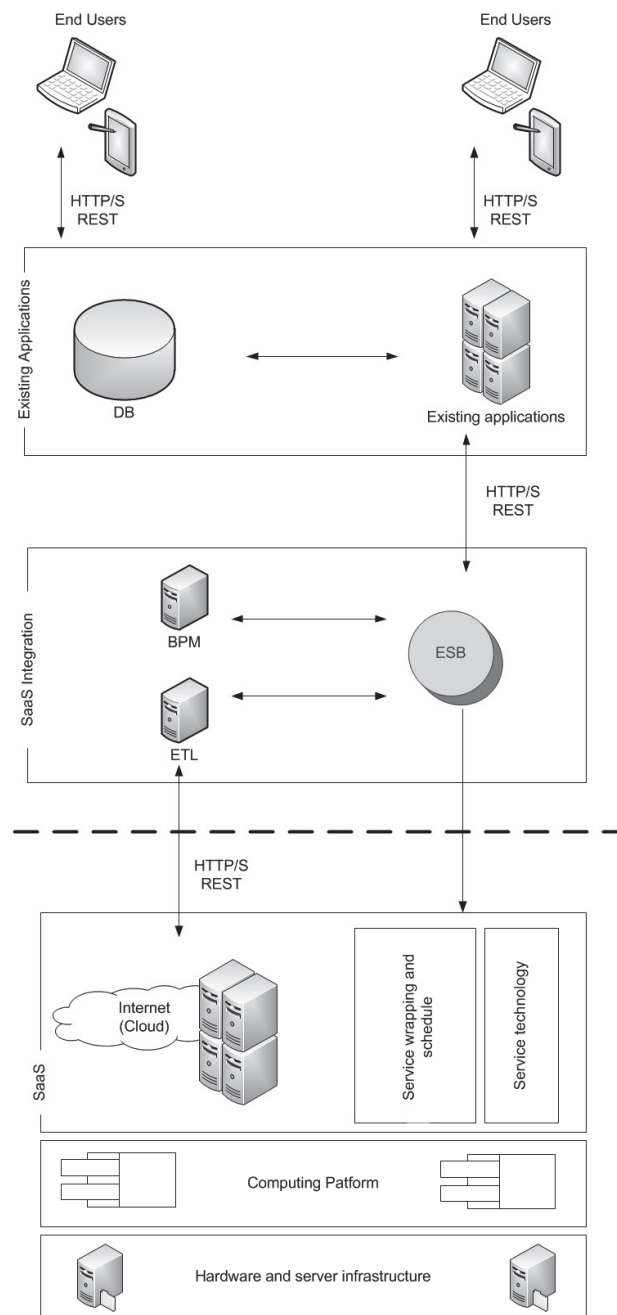 End Users
End Users
HTTP/S
REST
HTTP/S
REST
Existing Applications
DB
Existing applications
HTTP/S
REST
SaaS Integration
BPM
ESB
ETL
HTTP/S
REST
SaaS
Internet
(Cloud)
Service wrapping and
schedule
Service technology
Computing Patform
Hardware and server infrastructure